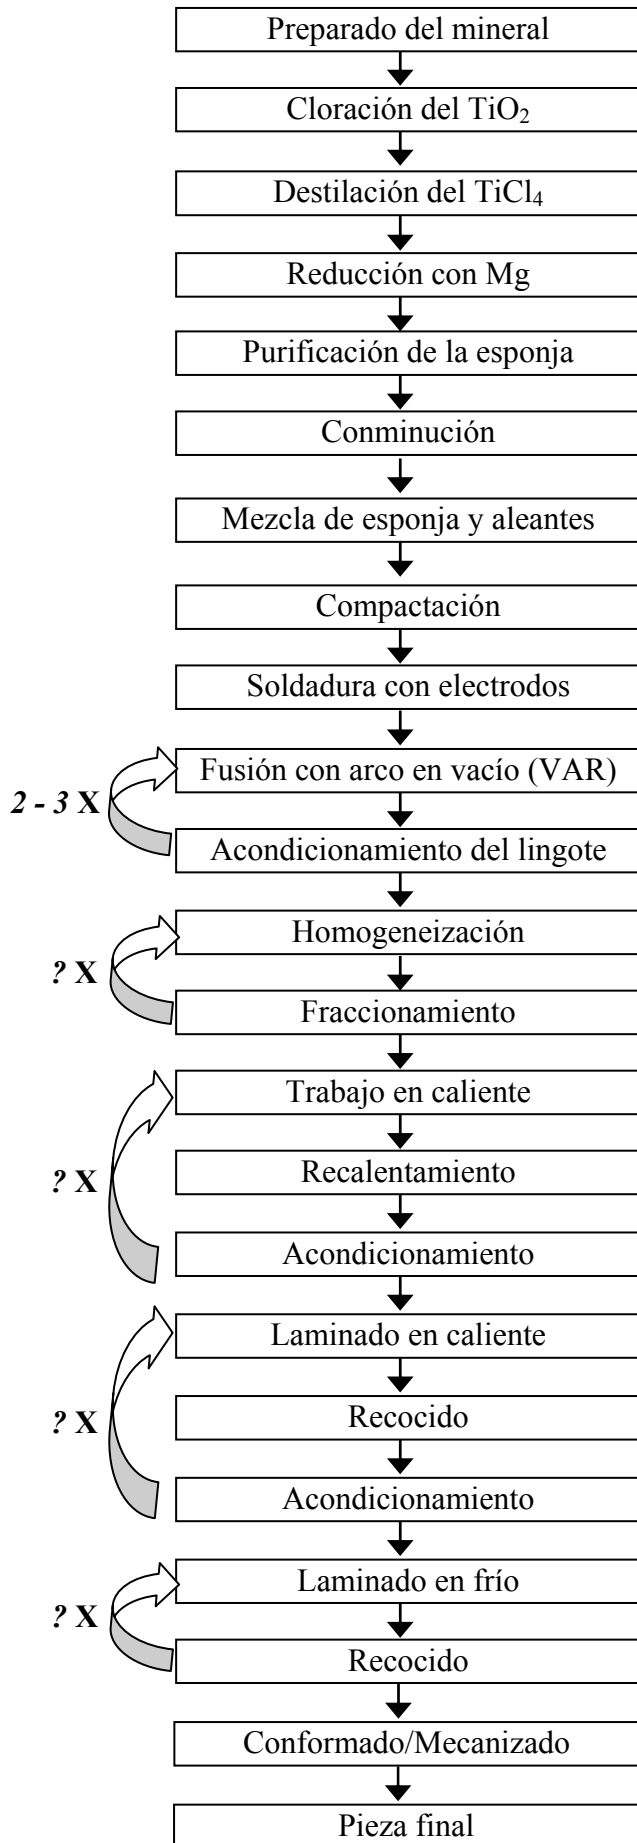 Preparado del mineral
Cloración del TiO₂
Destilación del TiCl₄
Reducción con Mg
Purificación de la esponja
Conminución
Mezcla de esponja y aleantes
Compactación
Soldadura con electrodos
Fusión con arco en vacío (VAR)
2 - 3 X
Acondicionamiento del lingote
Homogeneización
? X
Fraccionamiento
Trabajo en caliente
? X
Recalentamiento
Acondicionamiento
Laminado en caliente
? X
Recocido
Acondicionamiento
Laminado en frío
? X
Recocido
Conformado/Mecanizado
Pieza final